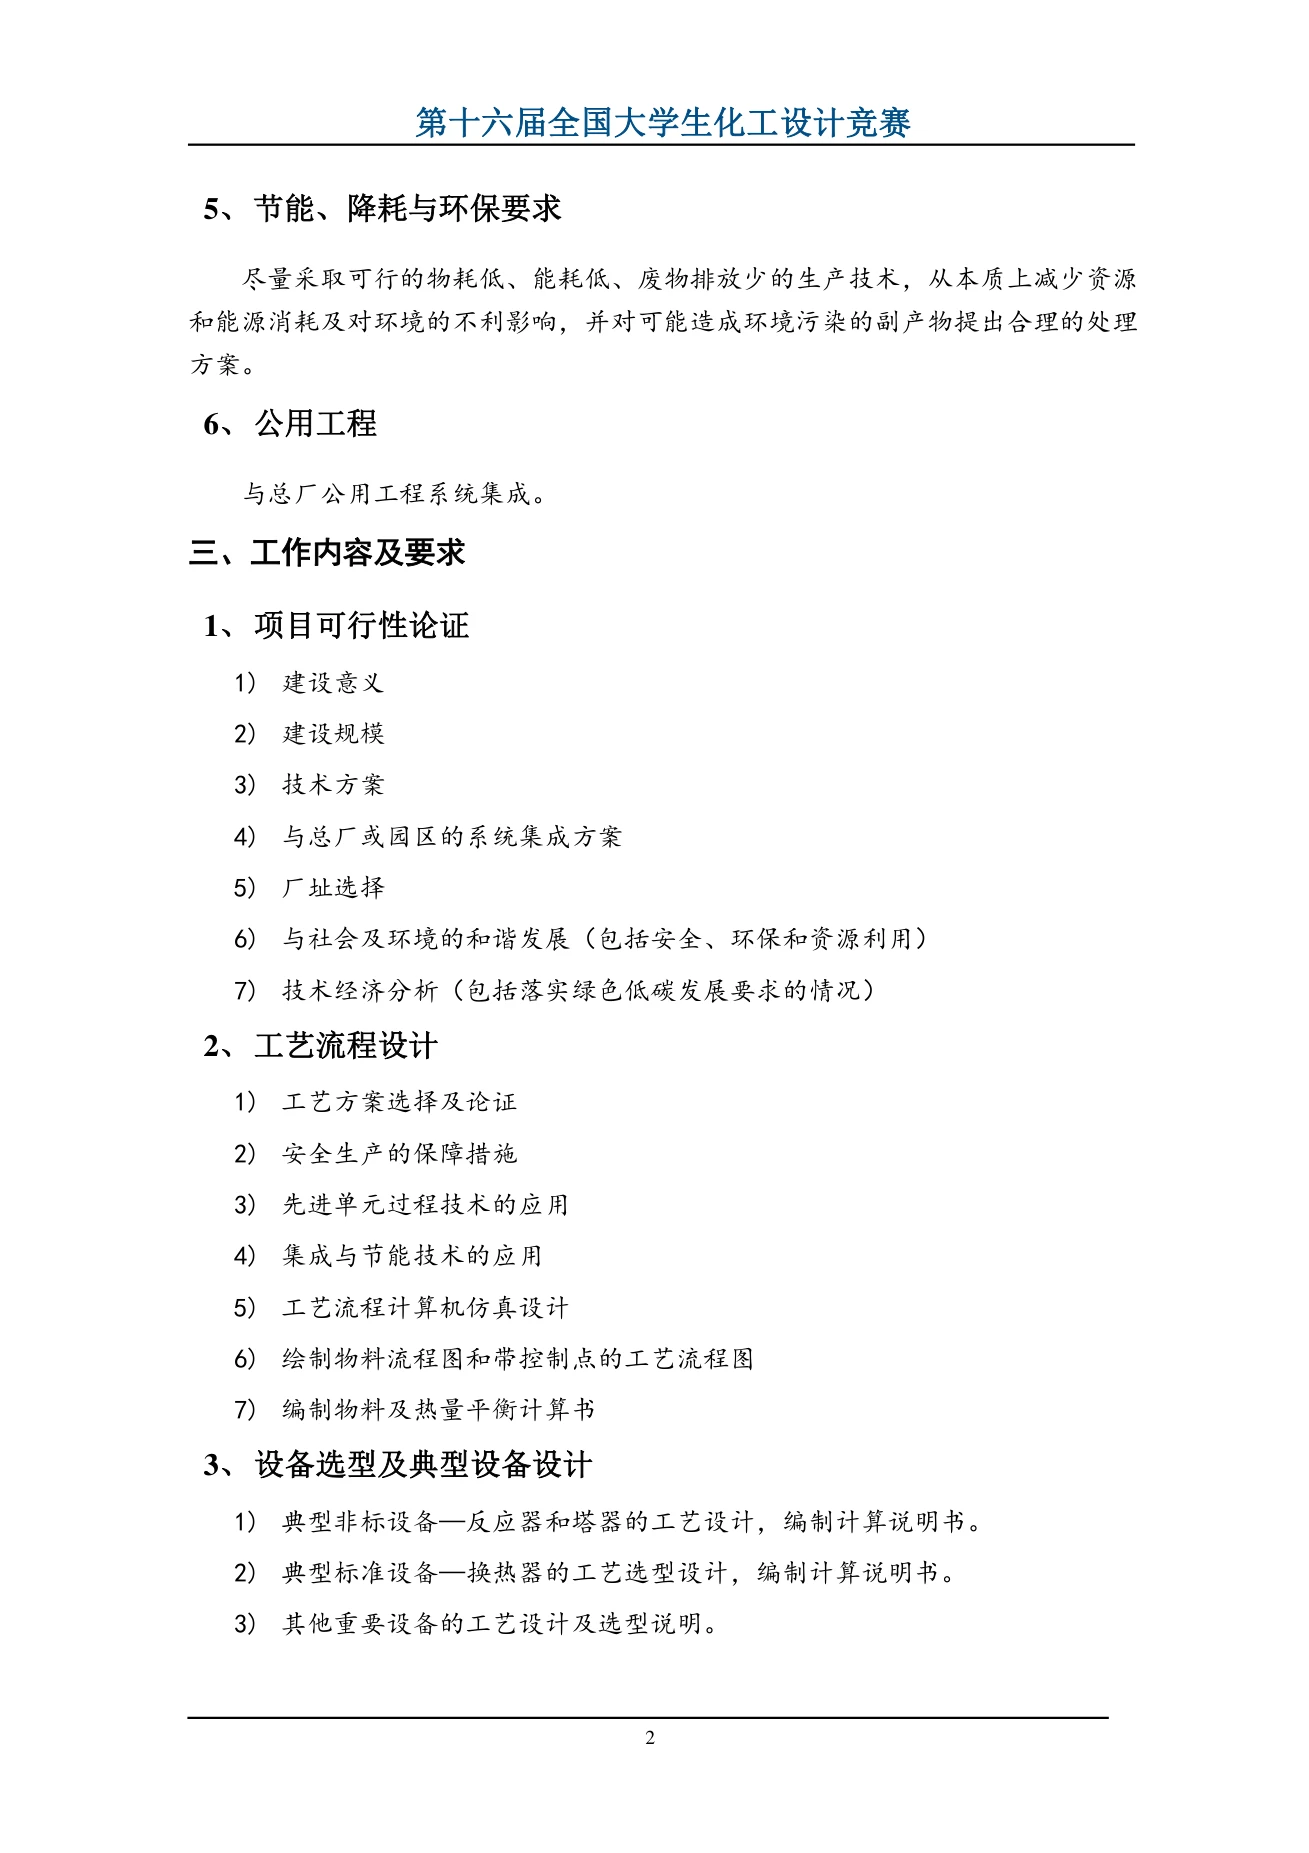 第十六届全国大学生化工设计竞赛
5、 节能、降耗与环保要求
尽量采取可行的物耗低、能耗低、废物排放少的生产技术，从本质上减少资源
和能源消耗及对环境的不利影响，并对可能造成环境污染的副产物提出合理的处理
方案。
6、 公用工程
与总厂公用工程系统集成。
三、工作内容及要求
1、 项目可行性论证
1） 建设意义
2） 建设规模
3） 技术方案
4） 与总厂或园区的系统集成方案
5） 厂址选择
6） 与社会及环境的和谐发展（包括安全、环保和资源利用）
7） 技术经济分析（包括落实绿色低碳发展要求的情况）
2、 工艺流程设计
1） 工艺方案选择及论证
2） 安全生产的保障措施
3） 先进单元过程技术的应用
4） 集成与节能技术的应用
5） 工艺流程计算机仿真设计
6） 绘制物料流程图和带控制点的工艺流程图
7） 编制物料及热量平衡计算书
3、 设备选型及典型设备设计
1） 典型非标设备—反应器和塔器的工艺设计，编制计算说明书。
2） 典型标准设备—换热器的工艺选型设计，编制计算说明书。
3） 其他重要设备的工艺设计及选型说明。
2